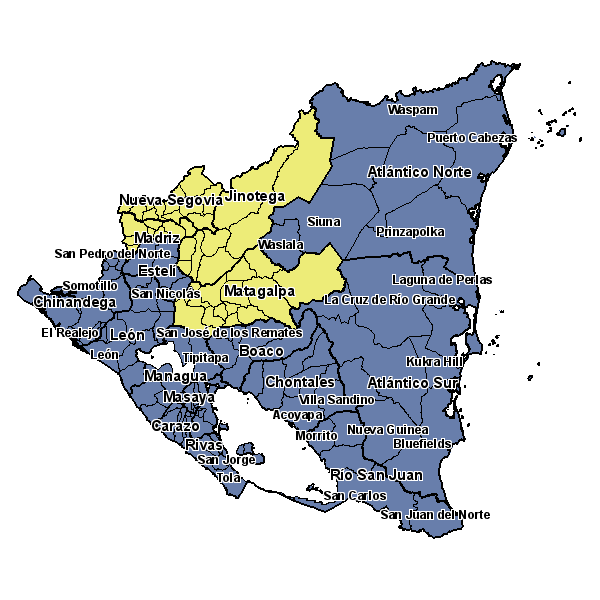 Waspam
Puerto Cabezas
Atlántico Norte
Nueva Segovia
Jinotega
Siuna
Prinzapolka
Madriz
Waslala
San Pedro del Norte
Estelí
Laguna de Perlas
Somotillo
San Nicolás
Matagalpa
Chinandega
La Cruz de Río Grande
El Realejo
León
San José de los Remates
León
Tipitapa
Boaco
Kukra Hill
Managua
Chontales
Atlántico Sur
Masaya
Villa Sandino
Acoyapa
Carazo
Morrito
Nueva Guinea
Rivas
Bluefields
San Jorge
Tola
Río San Juan
San Carlos
San Juan del Norte